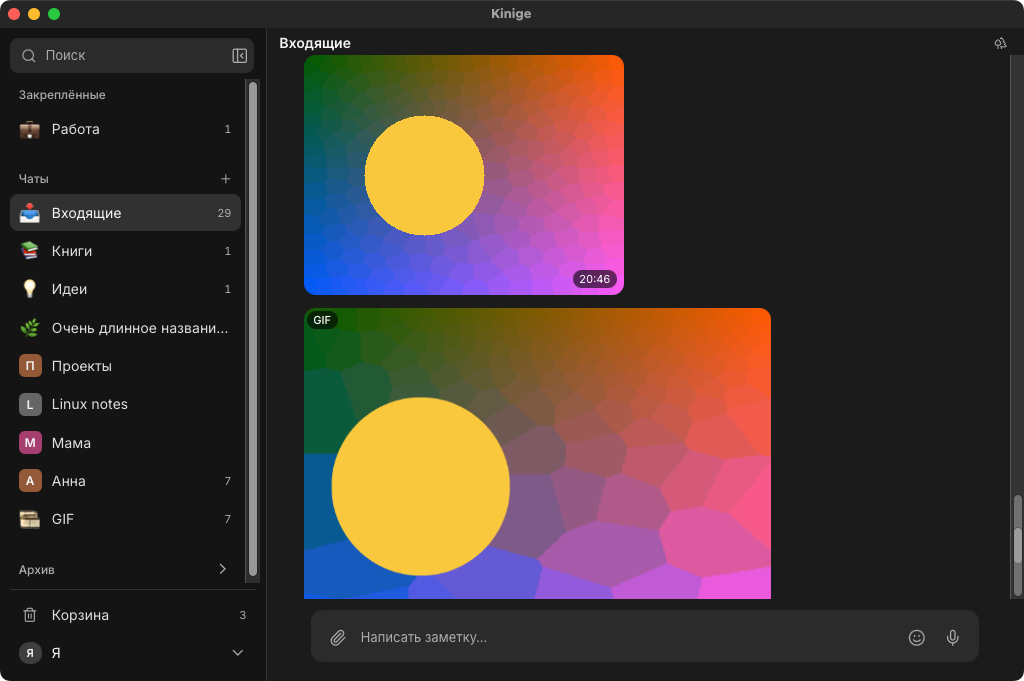 Kinige
Поиск
Закреплённые
Работа 1
Чаты
Входящие 29
Книги 1
Идеи 1
Очень длинное названи...
П Проекты
L Linux notes
М Мама
А Анна 7
GIF 7
Архив
Корзина 3
Я Я
Входящие
20:46
GIF
Написать заметку...